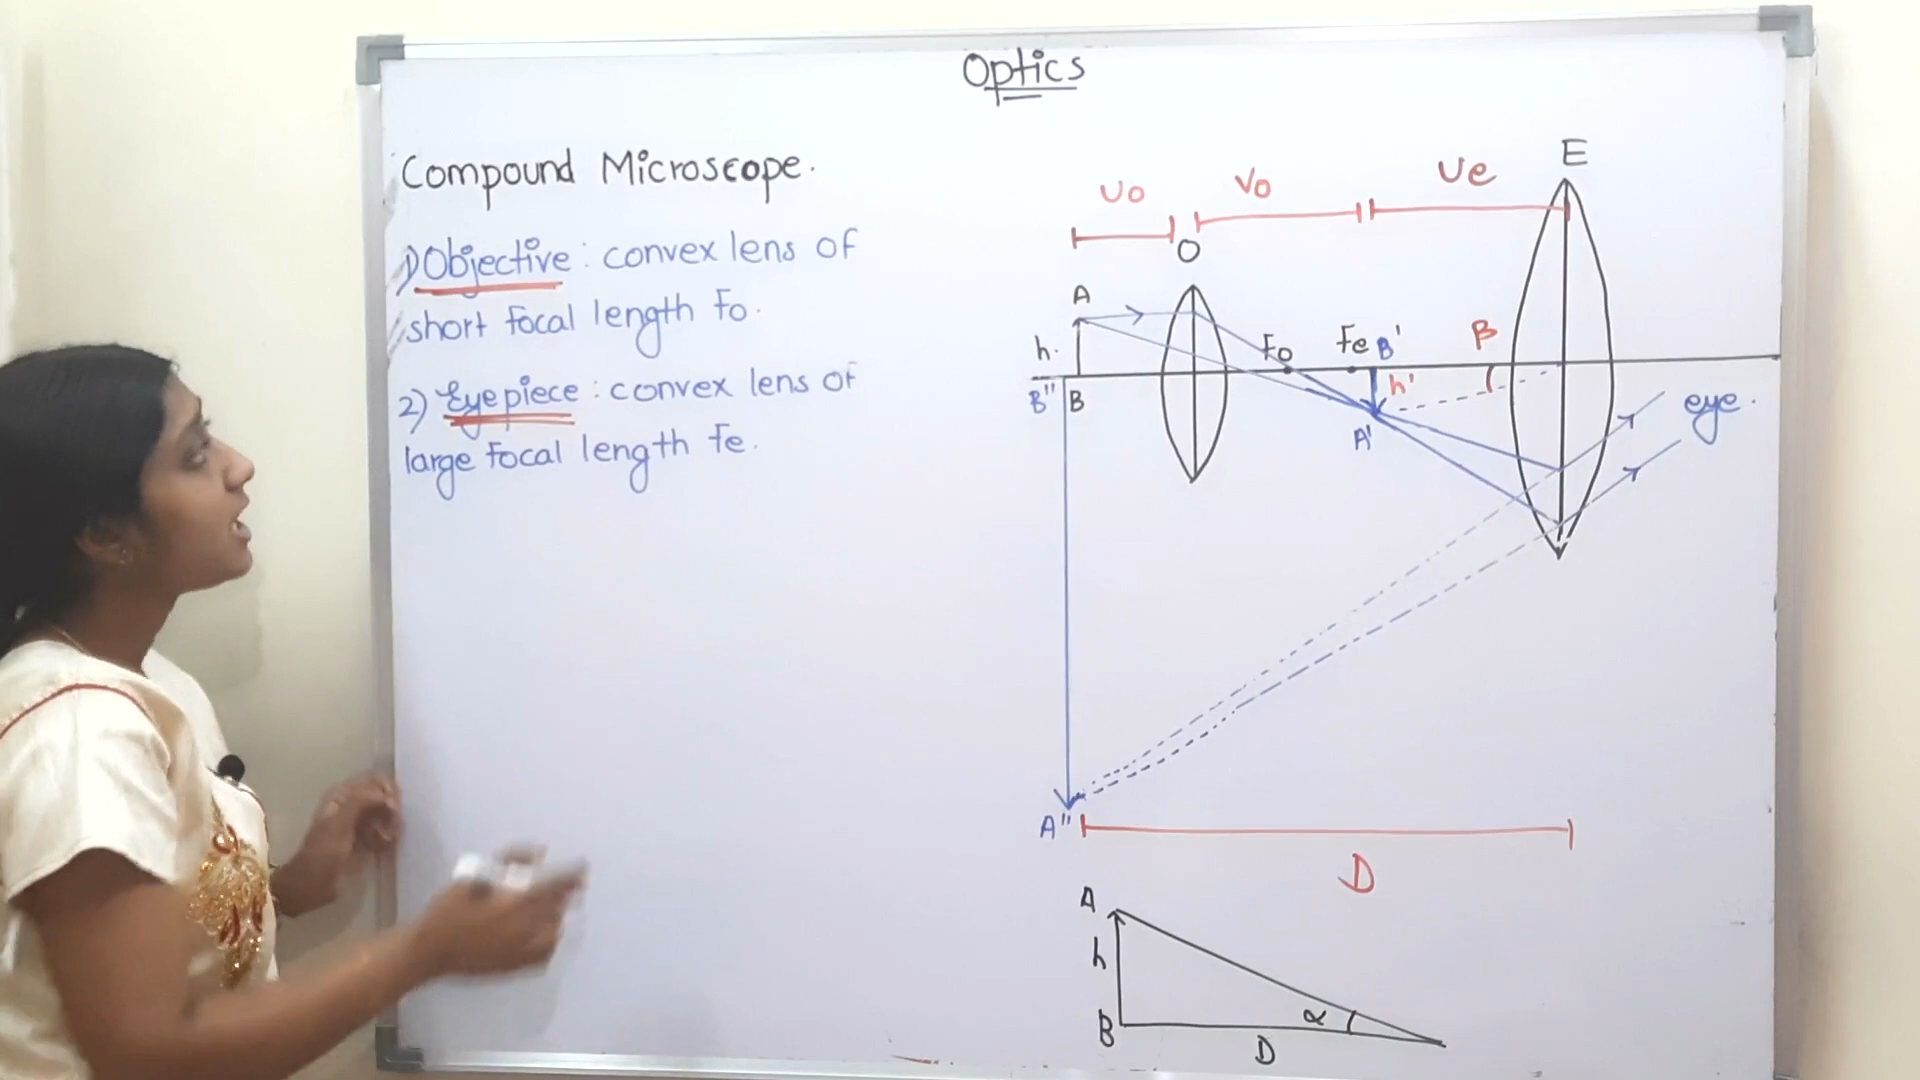 Optics
Compound Microscope.
1) Objective : convex lens of
short focal length Fo.
2) Eyepiece : convex lens of
large focal length Fe.
E
Uo
Vo
Ue
O
A
h.
Fo
Fe
B'
β
B''
B
h'
A'
eye.
A''
D
A
h
B
α
D